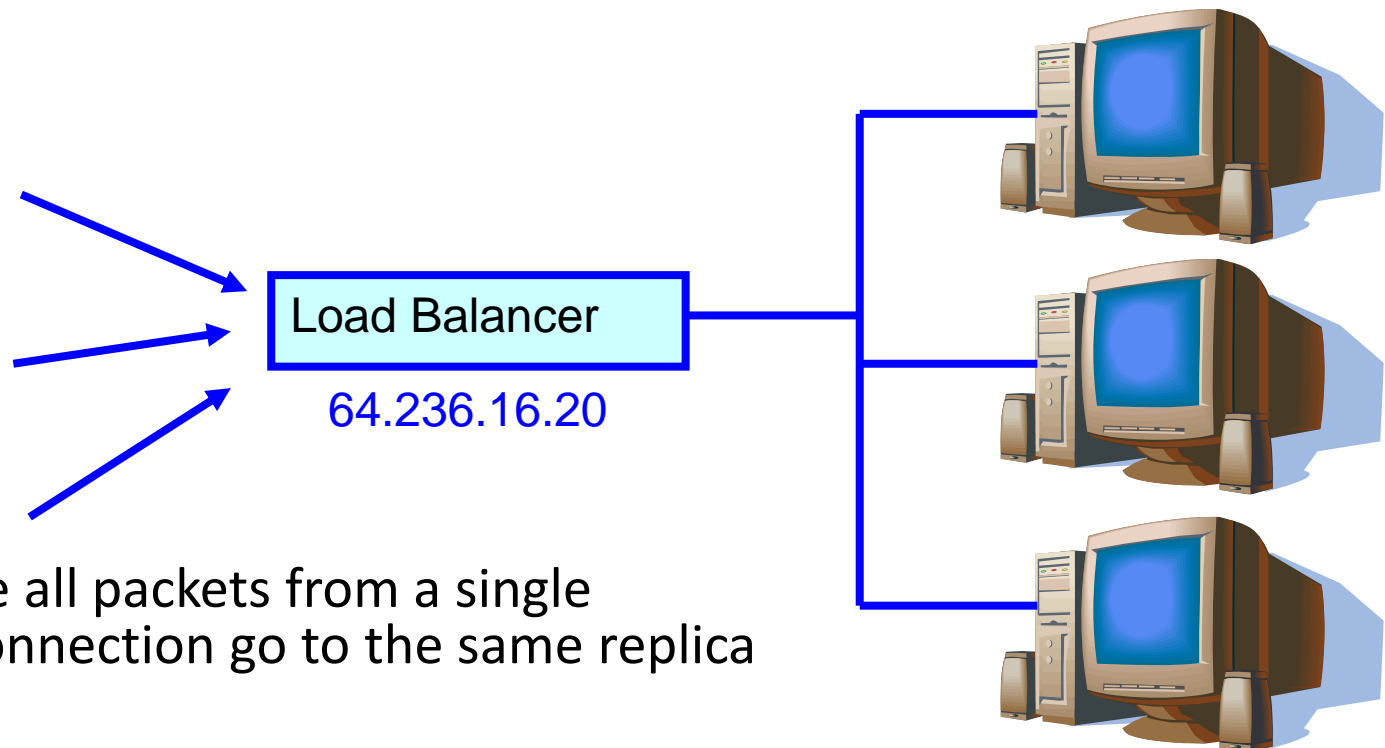 Load Balancer
64.236.16.20
e all packets from a single
onnection go to the same replica